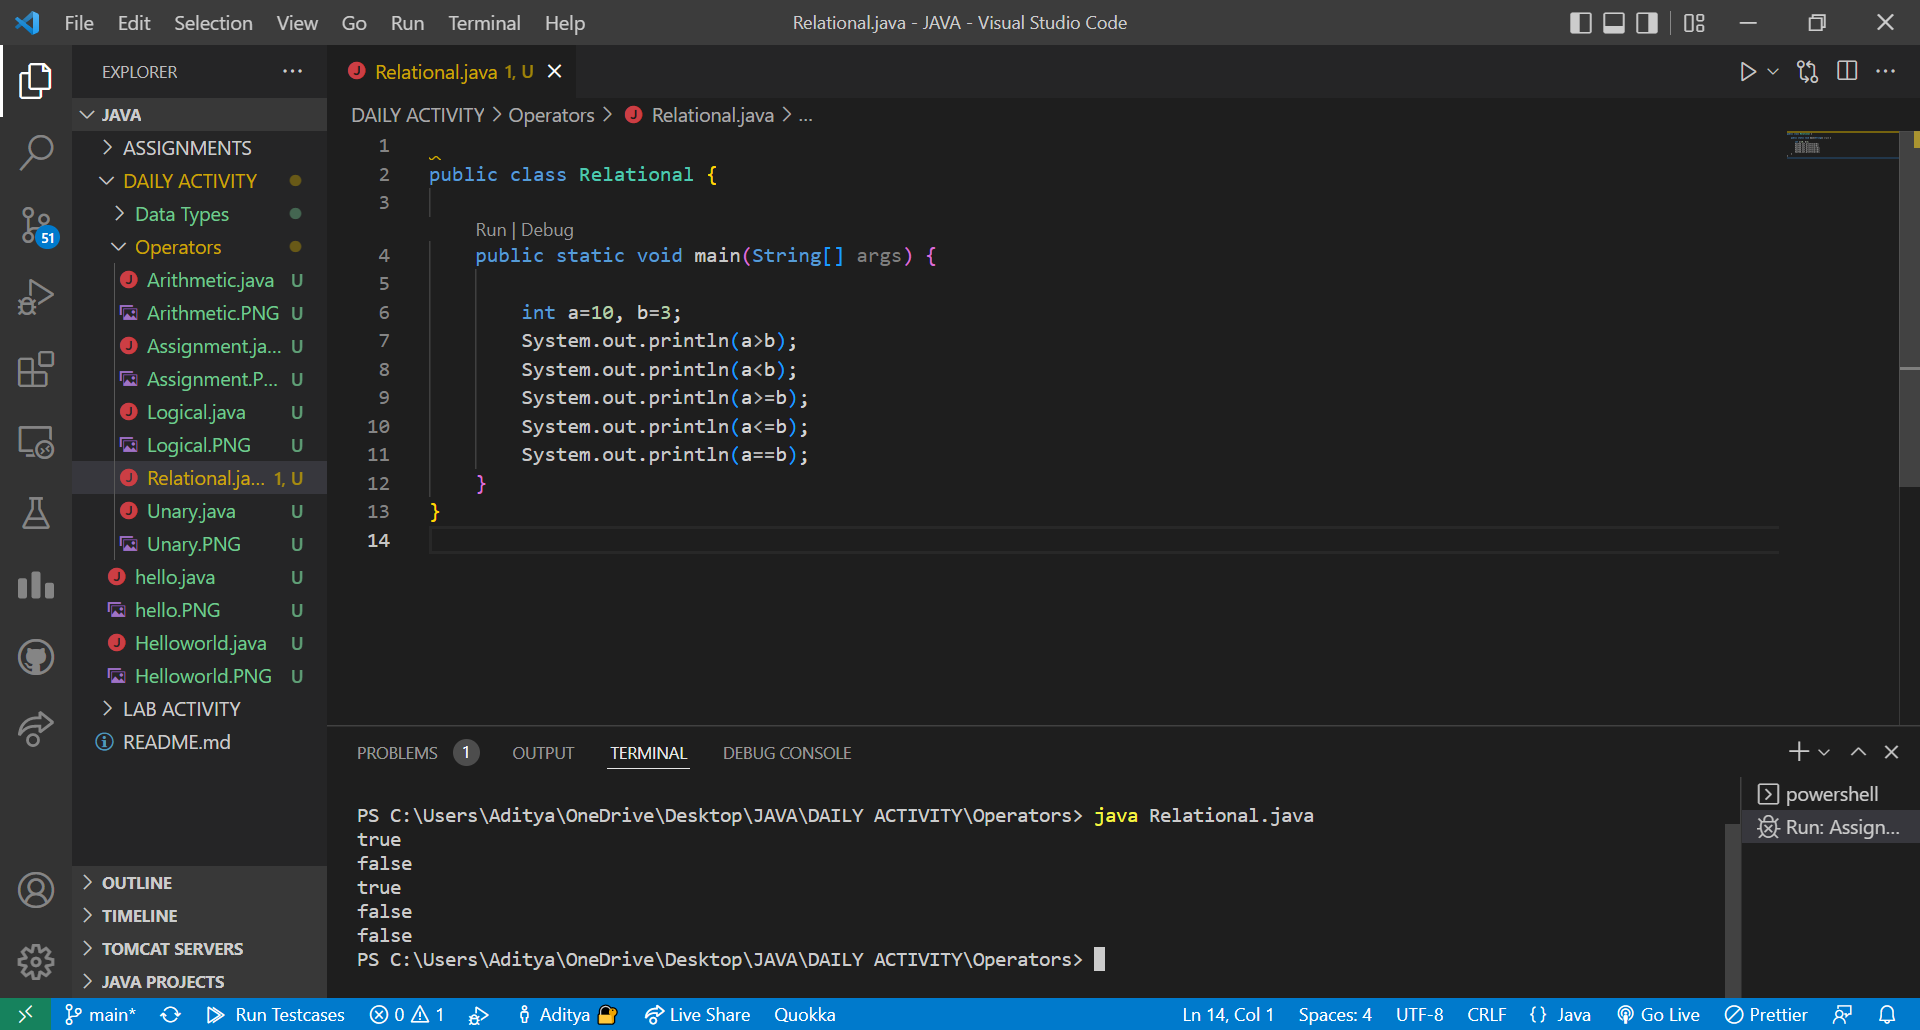 File Edit Selection View Go Run Terminal Help
Relational.java - JAVA - Visual Studio Code
EXPLORER
JAVA
ASSIGNMENTS
DAILY ACTIVITY
Data Types
Operators
Arithmetic.java U
Arithmetic.PNG U
Assignment.ja... U
Assignment.P... U
Logical.java U
Logical.PNG U
Relational.ja... 1, U
Unary.java U
Unary.PNG U
hello.java U
hello.PNG U
Helloworld.java U
Helloworld.PNG U
LAB ACTIVITY
README.md
OUTLINE
TIMELINE
TOMCAT SERVERS
JAVA PROJECTS
51
Relational.java 1, U
DAILY ACTIVITY > Operators > Relational.java > ...
1
2 public class Relational {
3
Run | Debug
4 public static void main(String[] args) {
5
6 int a=10, b=3;
7 System.out.println(a>b);
8 System.out.println(a<b);
9 System.out.println(a>=b);
10 System.out.println(a<=b);
11 System.out.println(a==b);
12 }
13 }
14
PROBLEMS 1 OUTPUT TERMINAL DEBUG CONSOLE
PS C:\Users\Aditya\OneDrive\Desktop\JAVA\DAILY ACTIVITY\Operators> java Relational.java
true
false
true
false
false
PS C:\Users\Aditya\OneDrive\Desktop\JAVA\DAILY ACTIVITY\Operators>
powershell
Run: Assign...
main* Run Testcases 0 1 Aditya Live Share Quokka
Ln 14, Col 1 Spaces: 4 UTF-8 CRLF {} Java Go Live Prettier